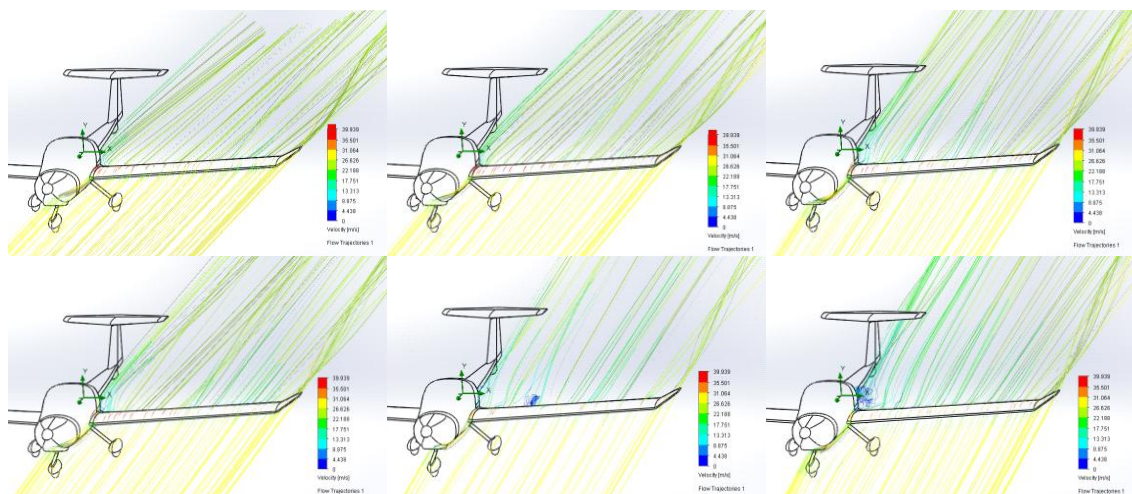 Y
X
39.939
35.501
31.064
26.626
22.188
17.751
13.313
8.875
4.438
0
Velocity [m/s]
Flow Trajectories 1
Y
X
39.939
35.501
31.064
26.626
22.188
17.751
13.313
8.875
4.438
0
Velocity [m/s]
Flow Trajectories 1
Y
X
39.939
35.501
31.064
26.626
22.188
17.751
13.313
8.875
4.438
0
Velocity [m/s]
Flow Trajectories 1
Y
X
39.939
35.501
31.064
26.626
22.188
17.751
13.313
8.875
4.438
0
Velocity [m/s]
Flow Trajectories 1
Y
X
39.939
35.501
31.064
26.626
22.188
17.751
13.313
8.875
4.438
0
Velocity [m/s]
Flow Trajectories 1
Y
39.939
35.501
31.064
26.626
22.188
17.751
13.313
8.875
4.438
0
Velocity [m/s]
Flow Trajectories 1